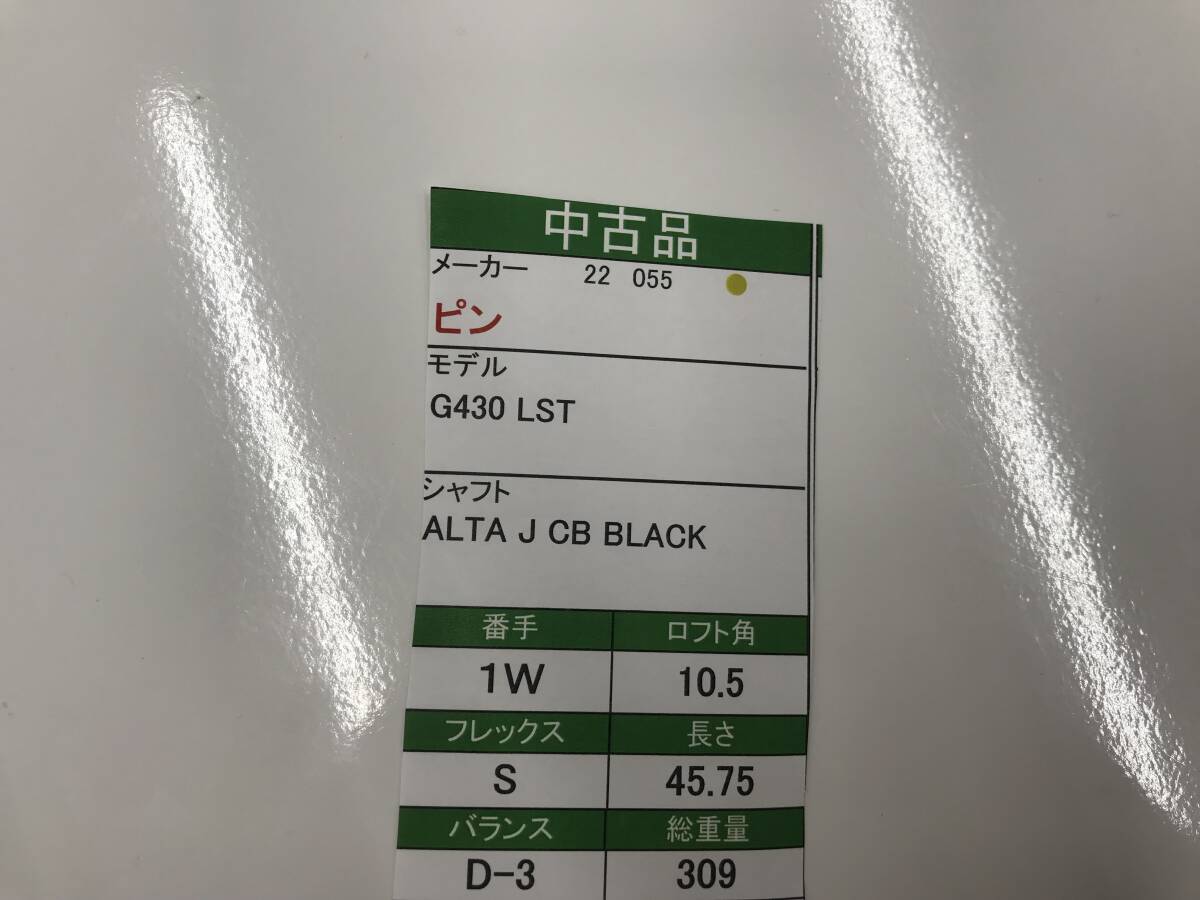 中古品
メーカー 22 055
ピン
モデル
G430 LST
シャフト
ALTA J CB BLACK
番手 ロフト角
1W 10.5
フレックス 長さ
S 45.75
バランス 総重量
D-3 309